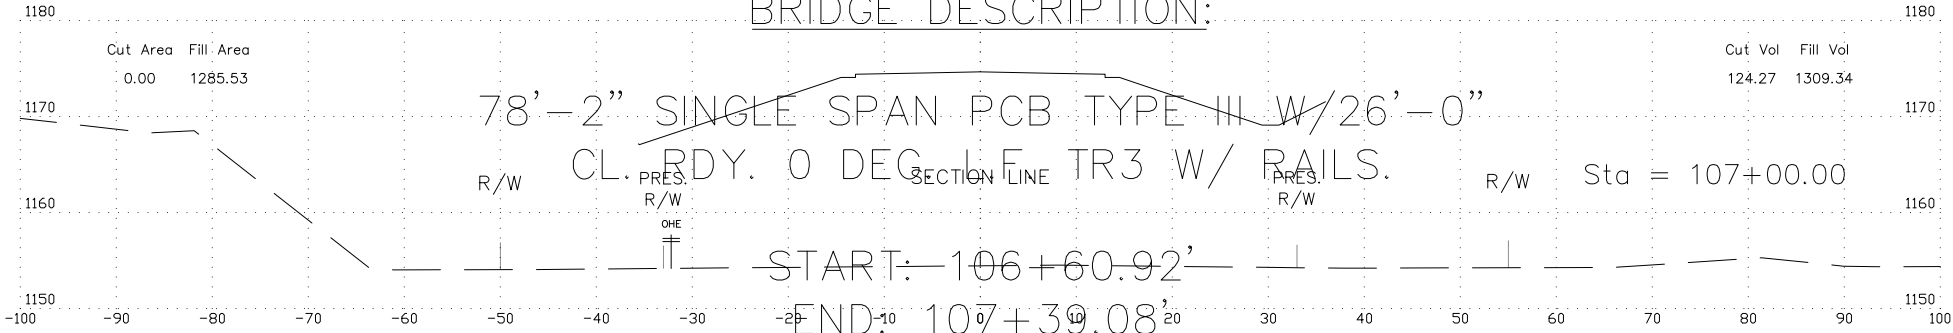 1180 BRIDGE DESCRIPTION: 1180
Cut Area Fill Area Cut Vol Fill Vol
0.00 1285.53 124.27 1309.34
1170 78'-2" SINGLE SPAN PCB TYPE III W/26'-0" 1170
CL. RDY. 0 DEG. L.F. TR3 W/ RAILS.
R/W PRES. SECTION LINE PRES. R/W Sta = 107+00.00
R/W R/W
1160 1160
OHE
START: 106+60.92'
1150 END: 107+39.08' 1150
-100 -90 -80 -70 -60 -50 -40 -30 -20 -10 0 10 20 30 40 50 60 70 80 90 100